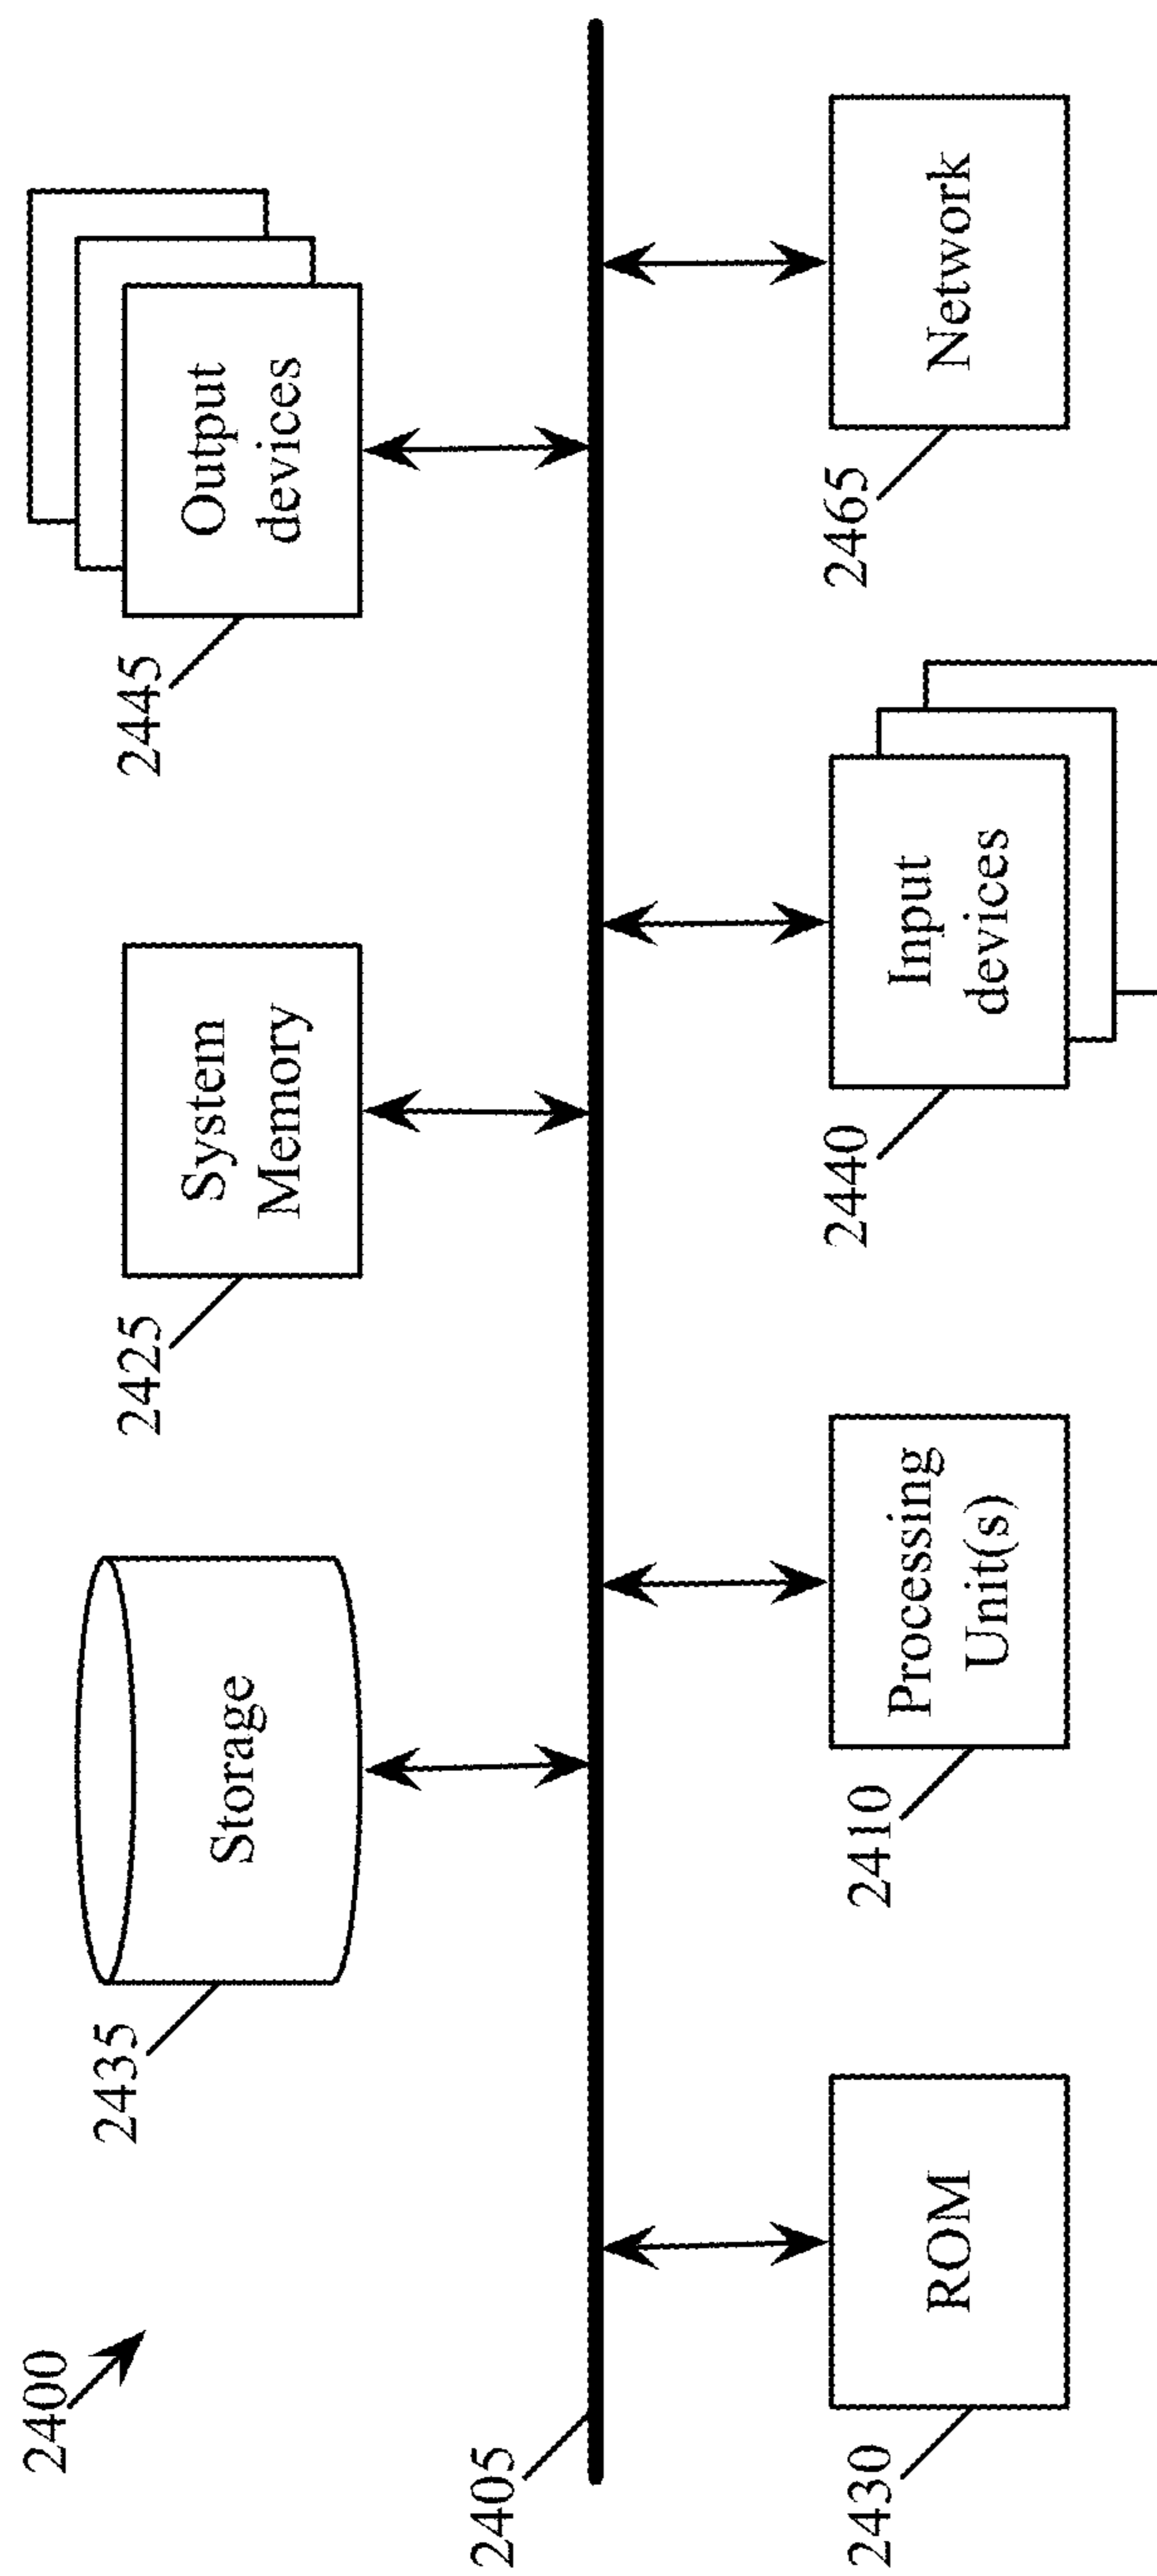 2400
2435
Storage
2425
System
Memory
2445
Output
devices
2405
2430
ROM
2410
Processing
Unit(s)
2440
Input
devices
2465
Network